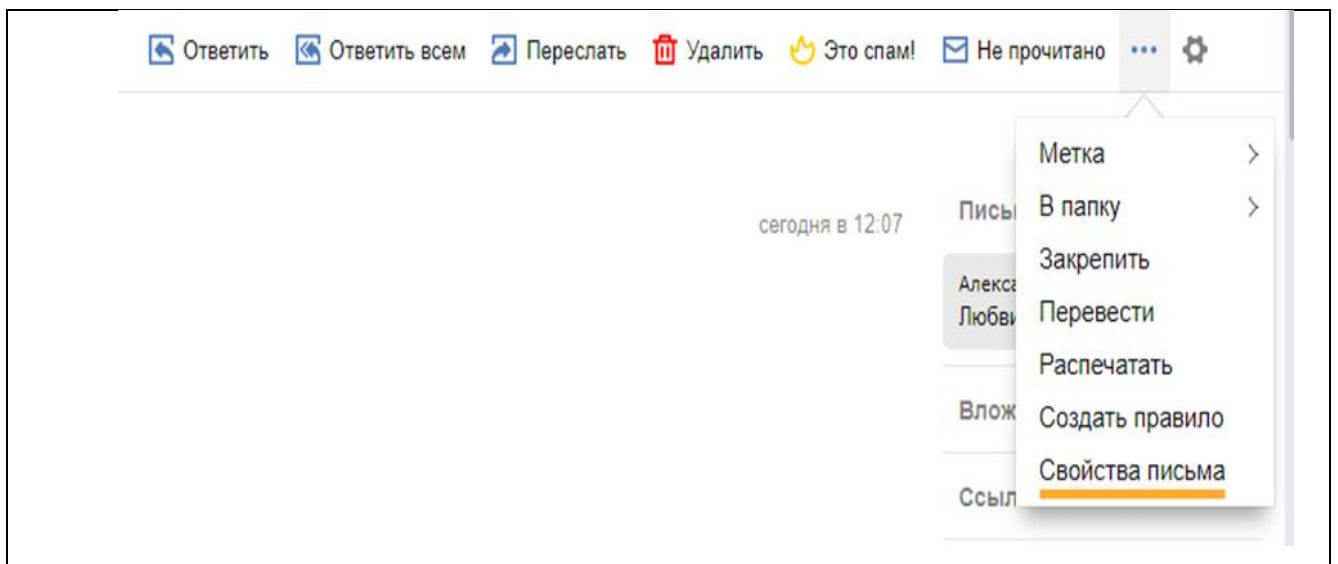 Ответить Ответить всем Переслать Удалить Это спам! Не прочитано ...
сегодня в 12:07
Метка
В папку
Закрепить
Перевести
Распечатать
Создать правило
Свойства письма